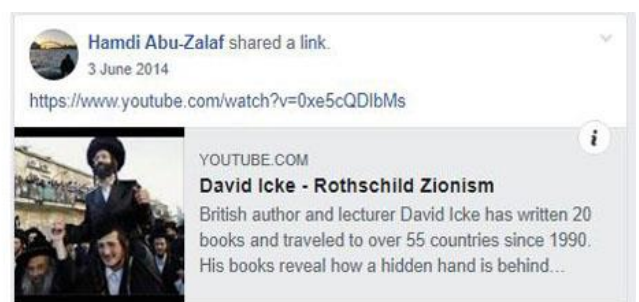 Hamdi Abu-Zalaf shared a link.
3 June 2014
https://www.youtube.com/watch?v=0xe5cQDIbMs
i
YOUTUBE.COM
David Icke - Rothschild Zionism
British author and lecturer David Icke has written 20
books and traveled to over 55 countries since 1990.
His books reveal how a hidden hand is behind...